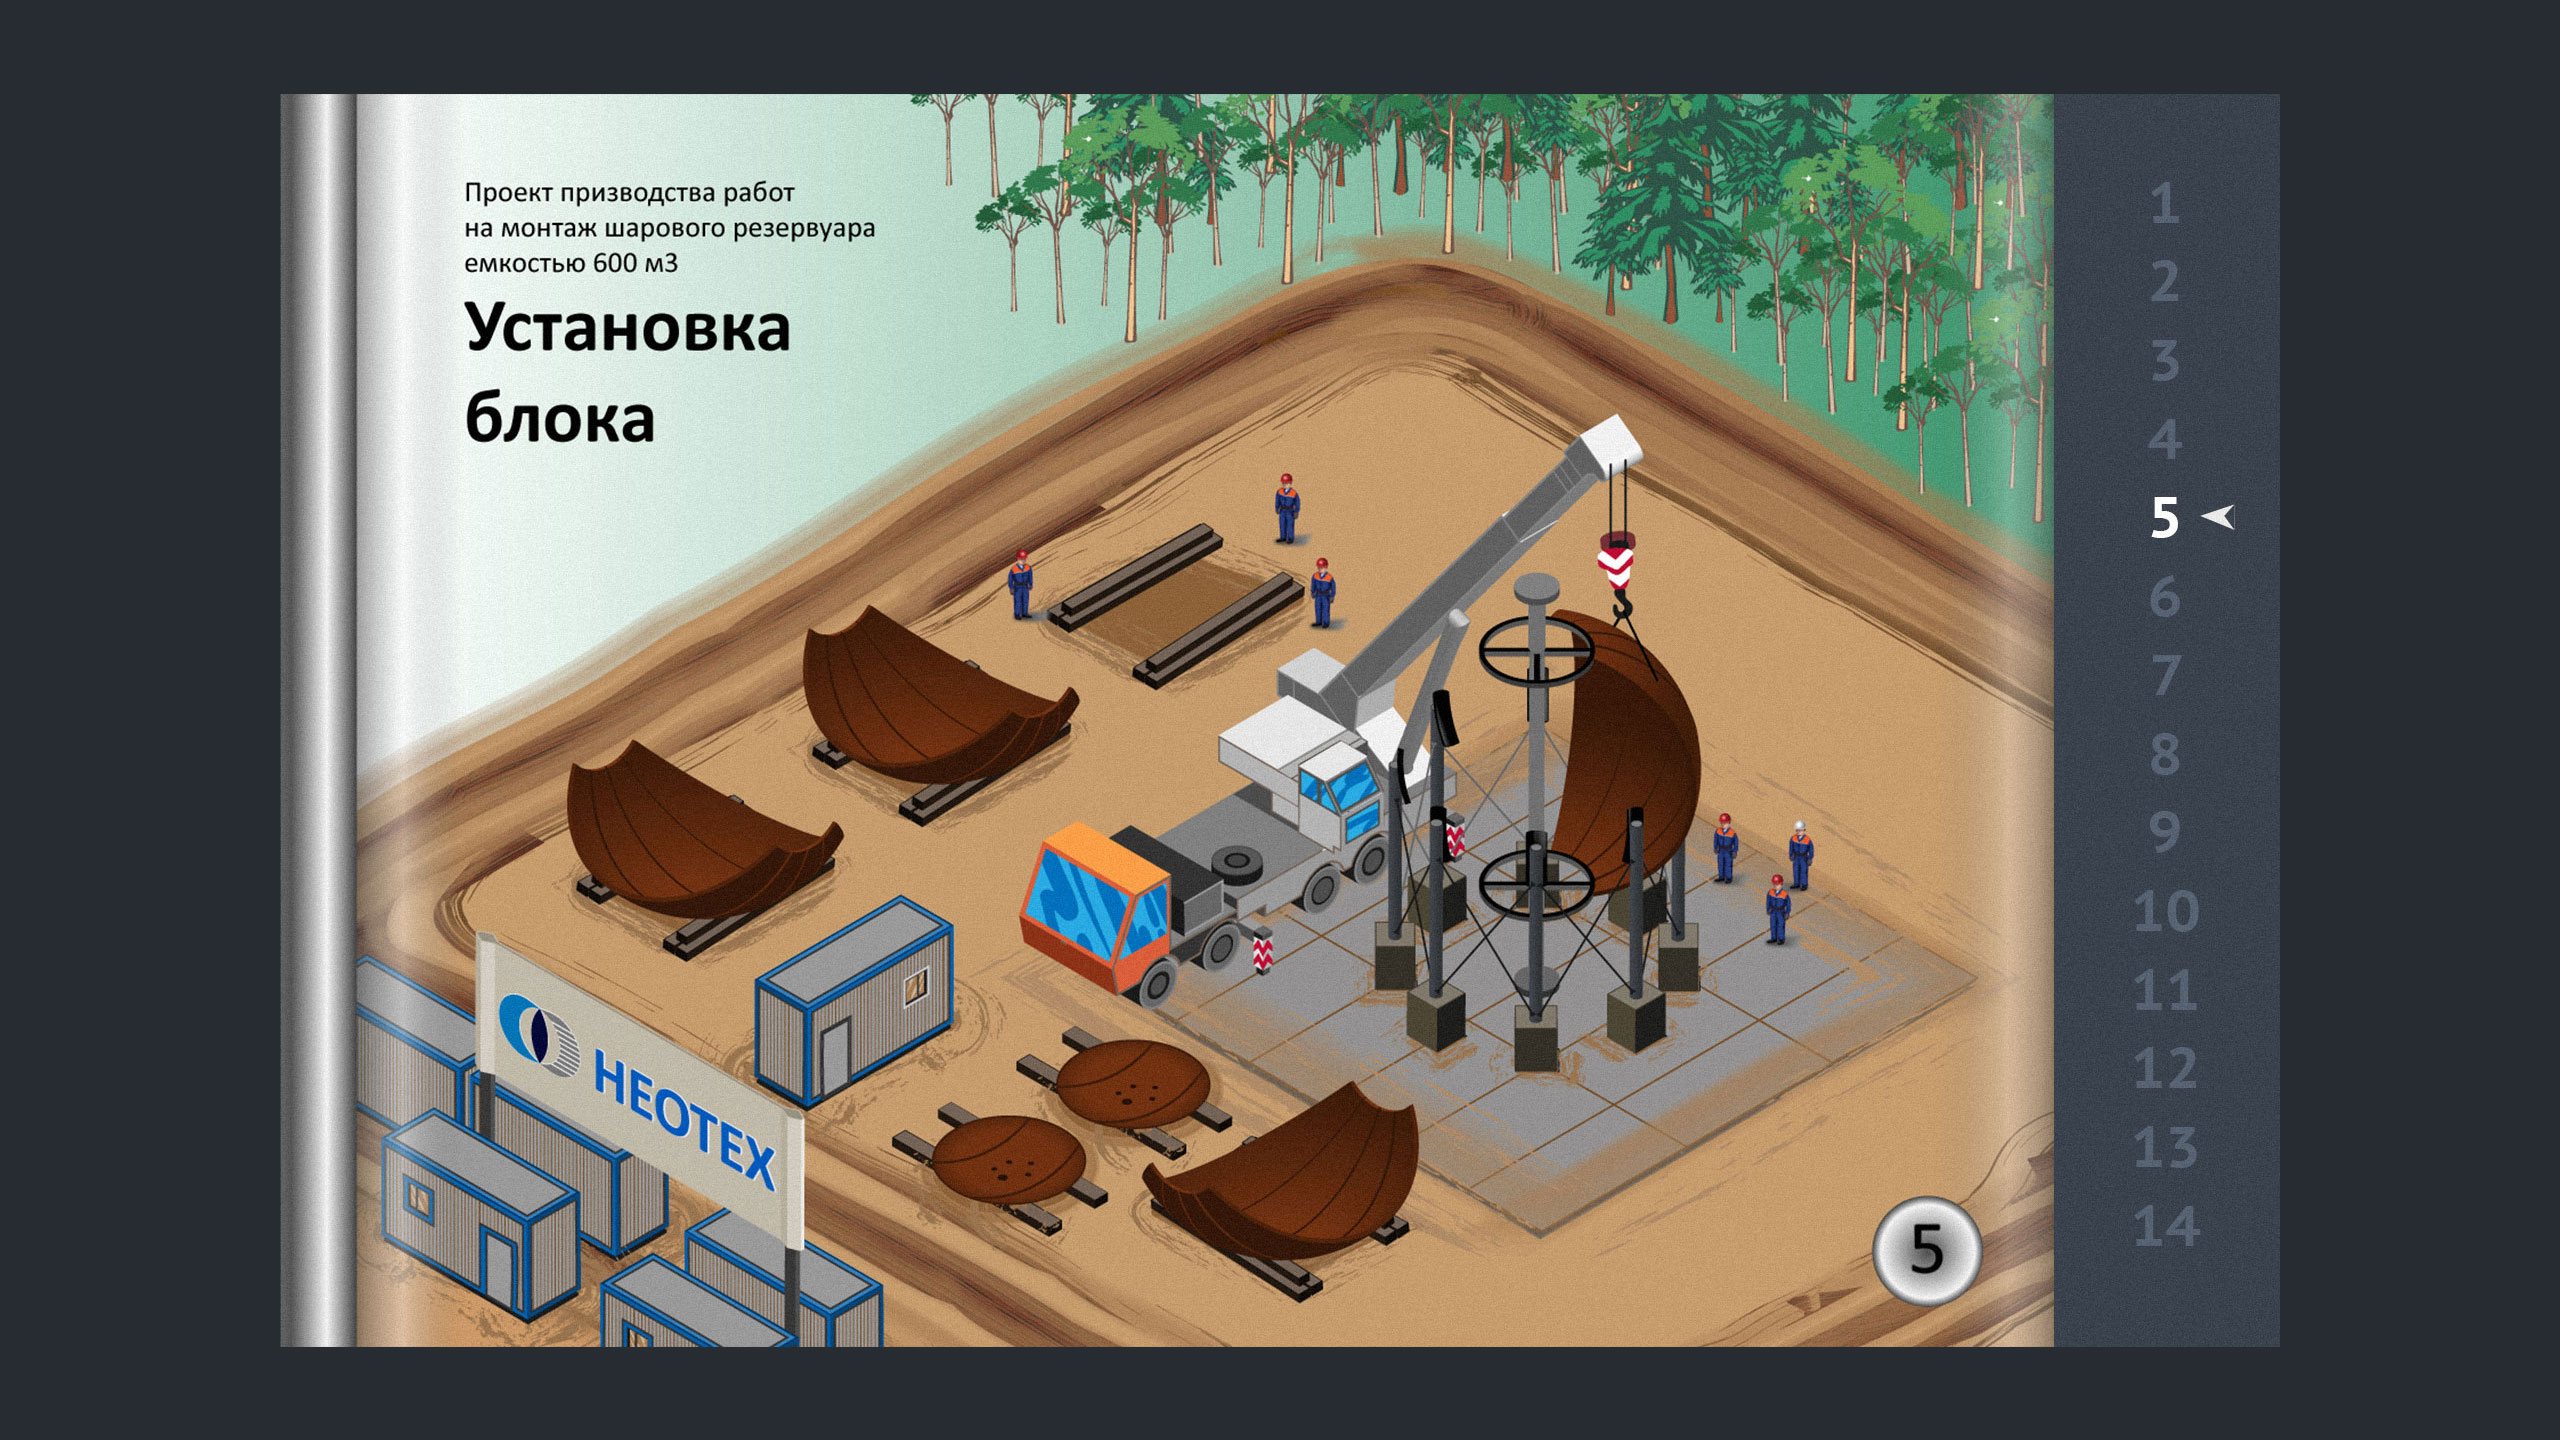 Проект призводства работ
на монтаж шарового резервуара
емкостью 600 м3
Установка
блока
НЕОТЕХ
5
1
2
3
4
5
6
7
8
9
10
11
12
13
14